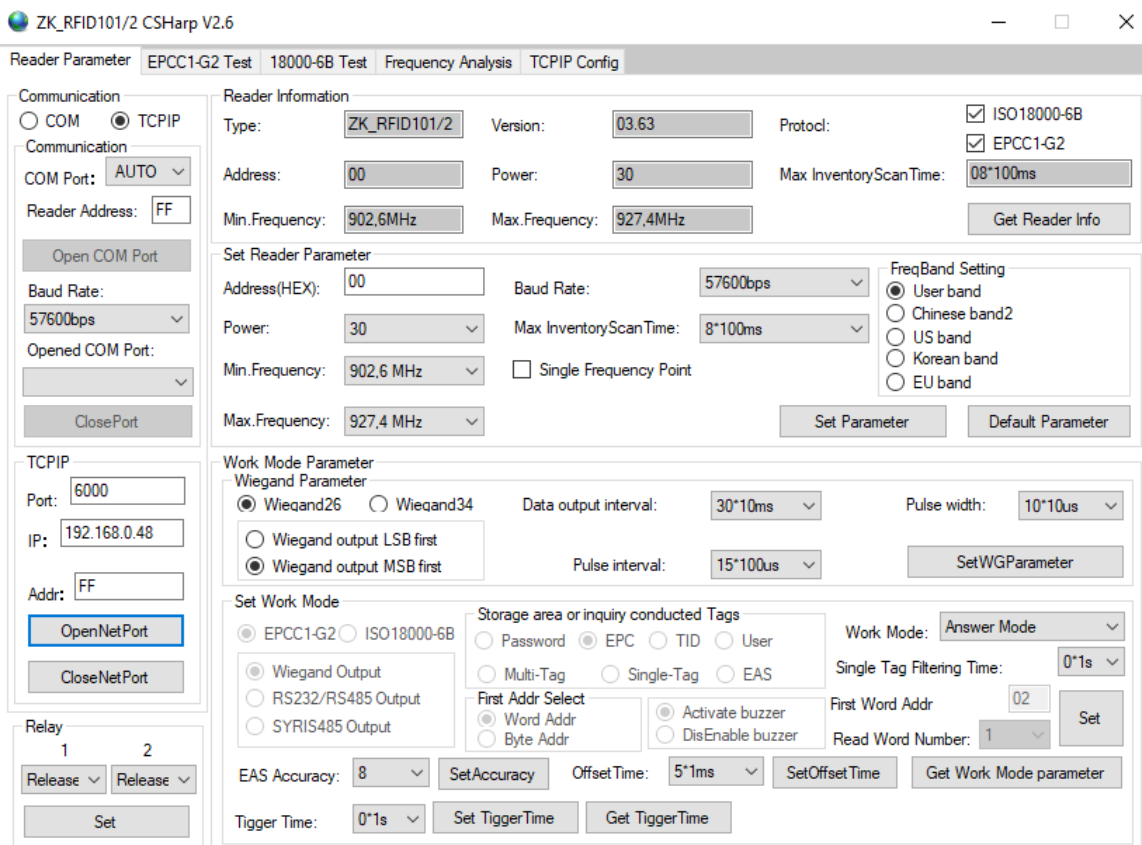 ZK_RFID101/2 CSHarp V2.6
Reader Parameter EPCC1-G2 Test 18000-6B Test Frequency Analysis TCPIP Config
Communication
COM TCPIP
Communication
COM Port: AUTO
Reader Address: FF
Open COM Port
Baud Rate:
57600bps
Opened COM Port:
ClosePort
TCPIP
Port: 6000
IP: 192.168.0.48
Addr: FF
OpenNetPort
CloseNetPort
Relay
1 2
Release Release
Set
Reader Information
Type: ZK_RFID101/2 Version: 03.63 Protocl: ISO18000-6B
EPCC1-G2
Address: 00 Power: 30 Max InventoryScanTime: 08*100ms
Min.Frequency: 902,6MHz Max.Frequency: 927,4MHz Get Reader Info
Set Reader Parameter
Address(HEX): 00 Baud Rate: 57600bps
Power: 30 Max InventoryScanTime: 8*100ms
Min.Frequency: 902,6 MHz Single Frequency Point
Max.Frequency: 927,4 MHz Set Parameter Default Parameter
FreqBand Setting
User band
Chinese band2
US band
Korean band
EU band
Work Mode Parameter
Wiegand Parameter
Wiegand26 Wiegand34 Data output interval: 30*10ms Pulse width: 10*10us
Wiegand output LSB first
Wiegand output MSB first Pulse interval: 15*100us SetWGParameter
Set Work Mode
EPCC1-G2 ISO18000-6B
Wiegand Output
RS232/RS485 Output
SYRIS485 Output
Storage area or inquiry conducted Tags
Password EPC TID User
Multi-Tag Single-Tag EAS
First Addr Select
Word Addr
Byte Addr
Activate buzzer
DisEnable buzzer
Work Mode: Answer Mode
Single Tag Filtering Time: 0*1s
First Word Addr 02
Read Word Number: 1
Set
EAS Accuracy: 8 SetAccuracy OffsetTime: 5*1ms SetOffsetTime Get Work Mode parameter
Tigger Time: 0*1s Set TiggerTime Get TiggerTime